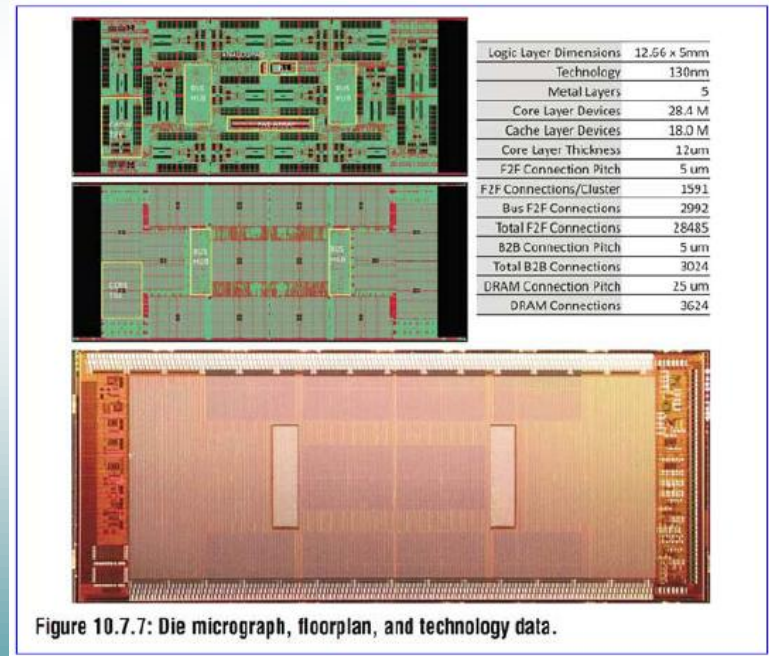 BUS
HUB
BUS
HUB
BUS
HUB
BUS
HUB
CORE
Logic Layer Dimensions 12.66 x 5mm
Technology 130nm
Metal Layers 5
Core Layer Devices 28.4 M
Cache Layer Devices 18.0 M
Core Layer Thickness 12um
F2F Connection Pitch 5 um
F2F Connections/Cluster 1591
Bus F2F Connections 2992
Total F2F Connections 28485
B2B Connection Pitch 5 um
Total B2B Connections 3024
DRAM Connection Pitch 25 um
DRAM Connections 3624
Figure 10.7.7: Die micrograph, floorplan, and technology data.